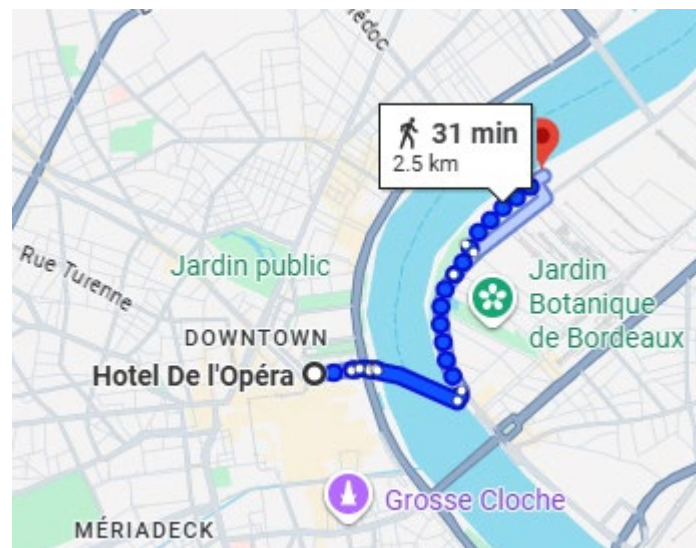 édoc
31 min
2.5 km
Rue Turenne
Jardin public
Jardin
Botanique
de Bordeaux
DOWNTOWN
Hotel De l'Opéra
Grosse Cloche
MÉRIADECK